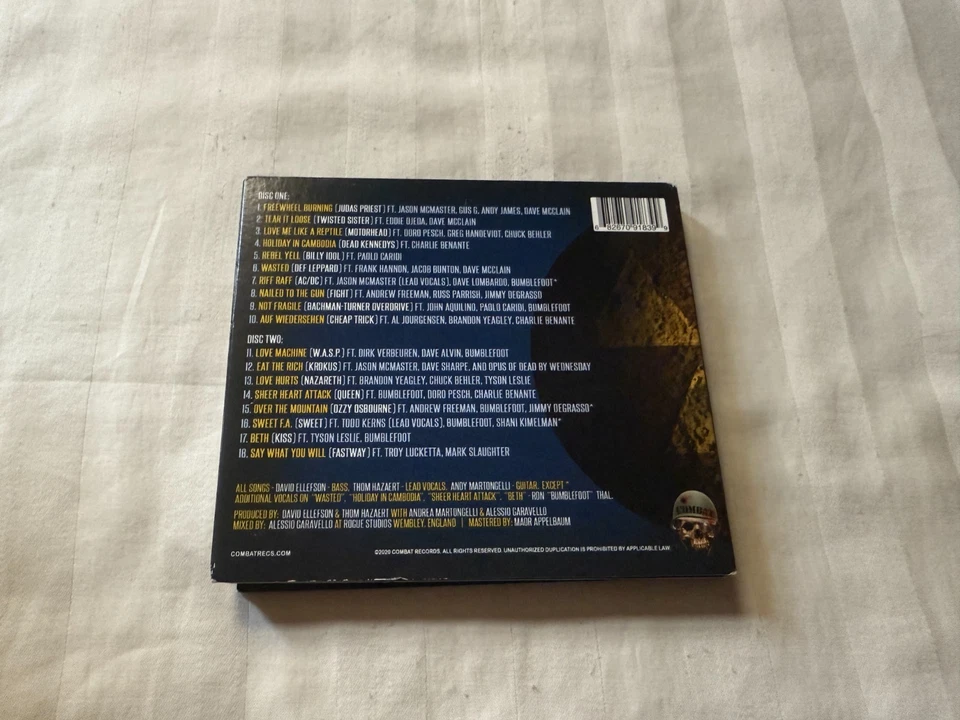 DISC ONE:
1. FREEWHEEL BURNING (JUDAS PRIEST) FT. JASON MCMASTER, GUS G, ANDY JAMES, DAVE MCCLAIN
2. TEAR IT LOOSE (TWISTED SISTER) FT. EDDIE OJEDA, DAVE MCCLAIN
3. LOVE ME LIKE A REPTILE (MOTORHEAD) FT. DORO PESCH, GREG HANDEVIDT, CHUCK BEHLER
4. HOLIDAY IN CAMBODIA (DEAD KENNEDYS) FT. CHARLIE BENANTE
5. REBEL YELL (BILLY IDOL) FT. PAOLO CARIDI
6. WASTED (DEF LEPPARD) FT. FRANK HANNON, JACOB BUNTON, DAVE MCCLAIN
7. RIFF RAFF (AC/DC) FT. JASON MCMASTER (LEAD VOCALS), DAVE LOMBARDO, BUMBLEFOOT*
8. NAILED TO THE GUN (FIGHT) FT. ANDREW FREEMAN, RUSS PARRISH, JIMMY DEGRASSO
9. NOT FRAGILE (BACHMAN-TURNER OVERDRIVE) FT. JOHN AQUILINO, PAOLO CARIDI, BUMBLEFOOT
10. AUF WIEDERSEHEN (CHEAP TRICK) FT. AL JOURGENSEN, BRANDON YEAGLEY, CHARLIE BENANTE
6 82670 91839 9
DISC TWO:
11. LOVE MACHINE (W.A.S.P.) FT. DIRK VERBEUREN, DAVE ALVIN, BUMBLEFOOT
12. EAT THE RICH (KROKUS) FT. JASON MCMASTER, DAVE SHARPE, AND OPUS OF DEAD BY WEDNESDAY
13. LOVE HURTS (NAZARETH) FT. BRANDON YEAGLEY, CHUCK BEHLER, TYSON LESLIE
14. SHEER HEART ATTACK (QUEEN) FT. BUMBLEFOOT, DORO PESCH, CHARLIE BENANTE
15. OVER THE MOUNTAIN (OZZY OSBOURNE) FT. ANDREW FREEMAN, BUMBLEFOOT, JIMMY DEGRASSO*
16. SWEET F.A. (SWEET) FT. TODD KERNS (LEAD VOCALS), BUMBLEFOOT, SHANI KIMELMAN*
17. BETH (KISS) FT. TYSON LESLIE, BUMBLEFOOT
18. SAY WHAT YOU WILL (FASTWAY) FT. TROY LUCKETTA, MARK SLAUGHTER
ALL SONGS - DAVID ELLEFSON - BASS, THOM HAZAERT - LEAD VOCALS, ANDY MARTONGELLI - GUITAR, EXCEPT *
ADDITIONAL VOCALS ON "WASTED", "HOLIDAY IN CAMBODIA", "SHEER HEART ATTACK", "BETH" - RON "BUMBLEFOOT" THAL.
PRODUCED BY: DAVID ELLEFSON & THOM HAZAERT WITH ANDREA MARTONGELLI & ALESSIO GARAVELLO
MIXED BY: ALESSIO GARAVELLO AT ROGUE STUDIOS WEMBLEY, ENGLAND | MASTERED BY: MAOR APPELBAUM
COMBAT
COMBATRECS.COM
©2020 COMBAT RECORDS. ALL RIGHTS RESERVED. UNAUTHORIZED DUPLICATION IS PROHIBITED BY APPLICABLE LAW.